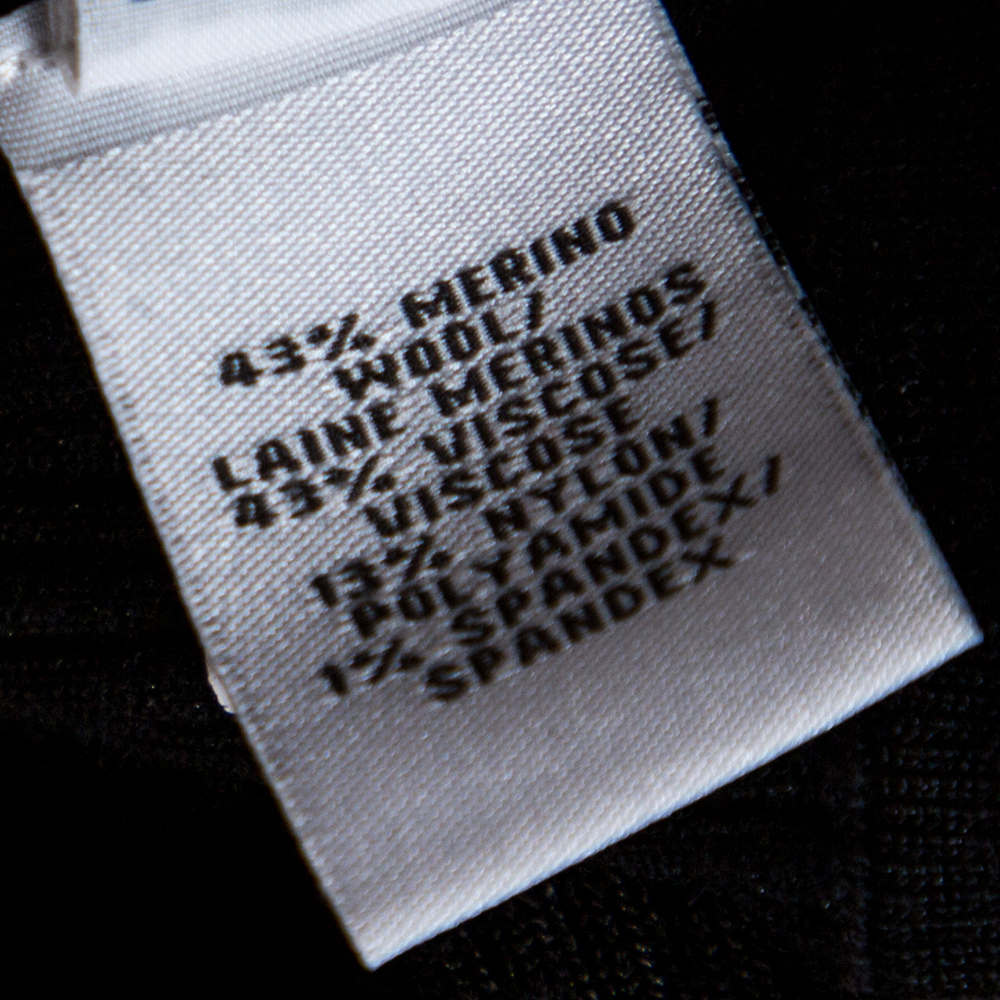 43% MERINO
WOOL/
LAINE MERINOS
43% VISCOSE/
VISCOSE
13% NYLON/
POLYAMIDE
1% SPANDEX/
SPANDEX